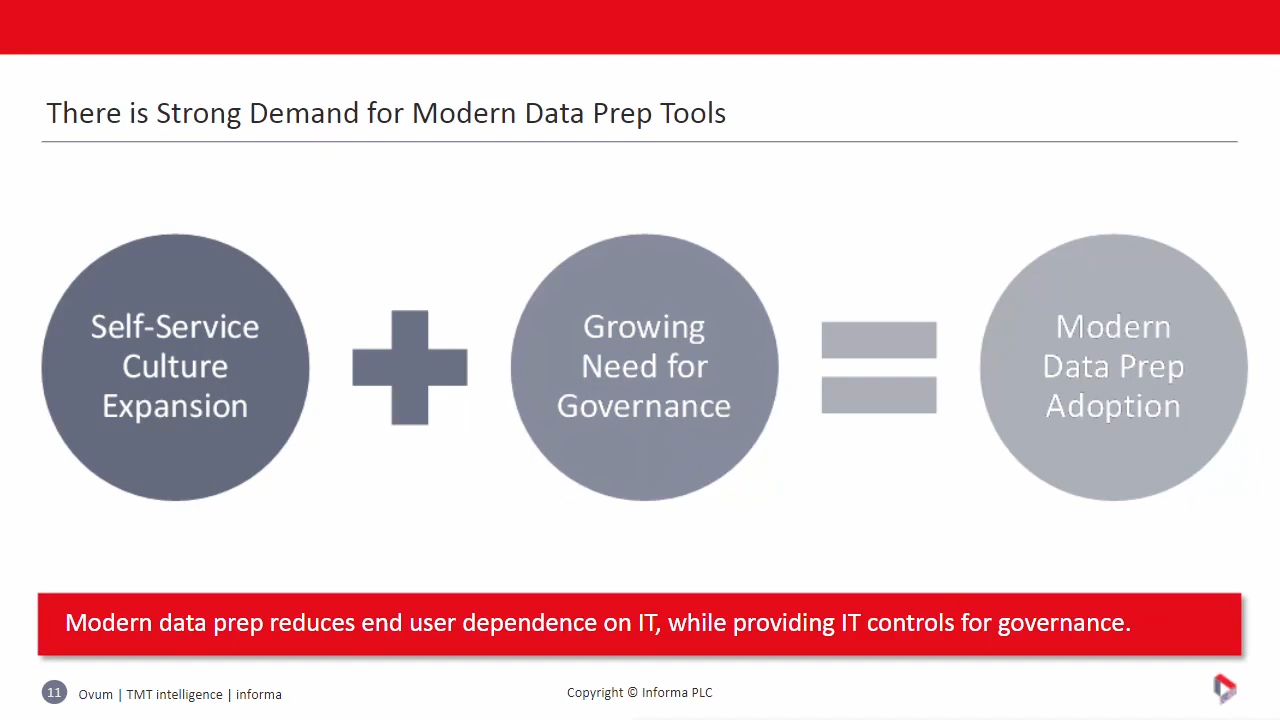 There is Strong Demand for Modern Data Prep Tools
Self-Service
Culture
Expansion
Growing
Need for
Governance
Modern
Data Prep
Adoption
Modern data prep reduces end user dependence on IT, while providing IT controls for governance.
11 Ovum | TMT intelligence | informa
Copyright © Informa PLC